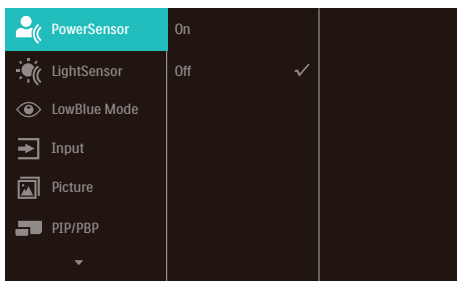 PowerSensor
On
LightSensor
Off
LowBlue Mode
Input
Picture
PIP/PBP